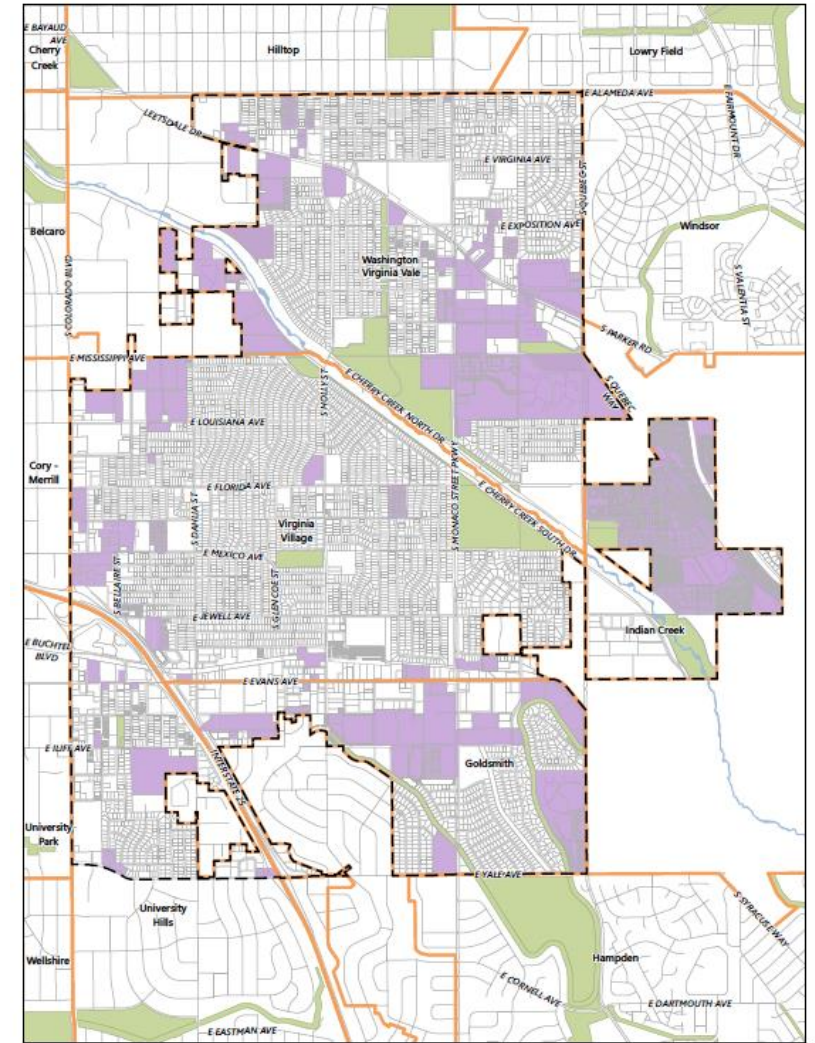 E BAYAUD
AVE
Cherry
Creek
Hilltop
Lowry Field
E ALAMEDA AVE
LEETSDALE DR
E FAIRMOUNT DR
E VIRGINIA AVE
S QUEBEC ST
E EXPOSITION AVE
Belcaro
Windsor
Washington
Virginia Vale
S COLORADO BLVD
S VALENTIA ST
S PARKER RD
E MISSISSIPPI AVE
S QUEBEC
WAY
S HOLLY ST
E CHERRY CREEK NORTH DR
E LOUISIANA AVE
S MONACO STREET PKWY
Cory -
Merrill
E FLORIDA AVE
E CHERRY CREEK SOUTH DR
S DAHLIA ST
Virginia
Village
E MEXICO AVE
S BELLAIRE ST
S GLENCOE ST
E JEWELL AVE
Indian Creek
E BUCHTEL
BLVD
E EVANS AVE
E ILIFF AVE
INTERSTATE 25
Goldsmith
University
Park
E YALE AVE
University
Hills
S SYRACUSE WAY
Wellshire
Hampden
E CORNELL AVE
E DARTMOUTH AVE
E EASTMAN AVE